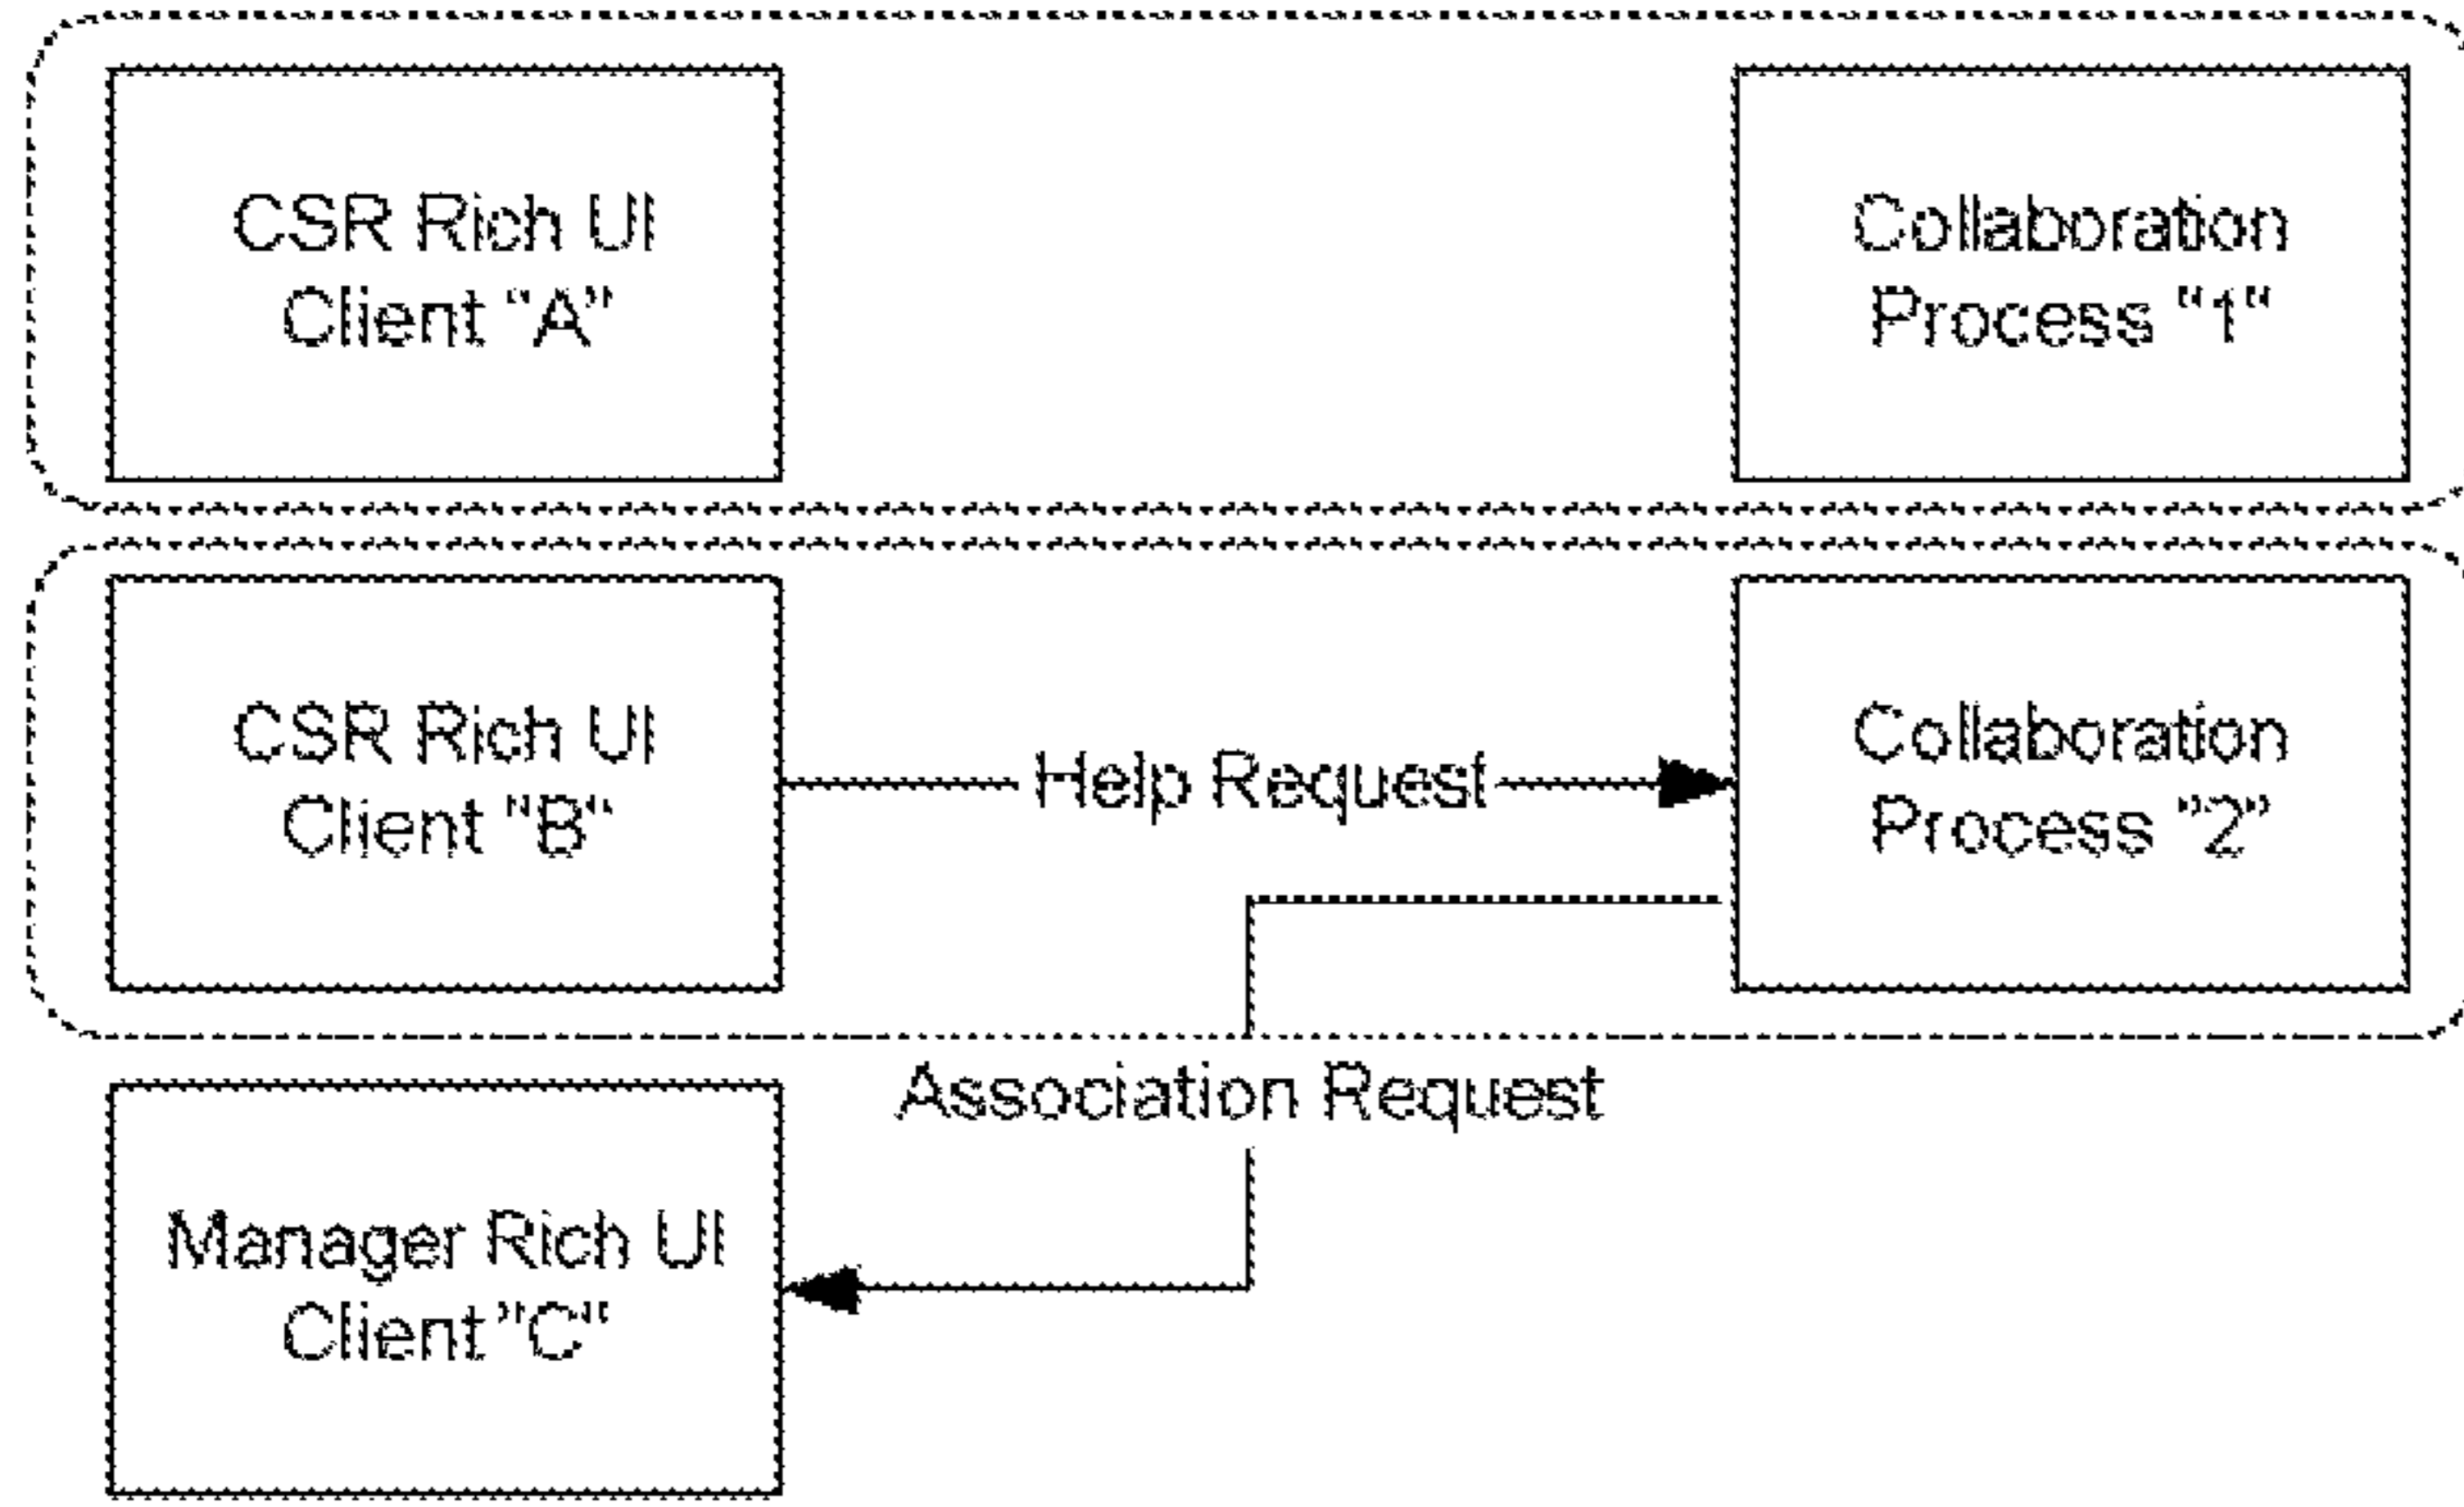 CSR Rich UI
Client "A"
Collaboration
Process "1"
CSR Rich UI
Client "B"
Help Request
Collaboration
Process "2"
Association Request
Manager Rich UI
Client "C"